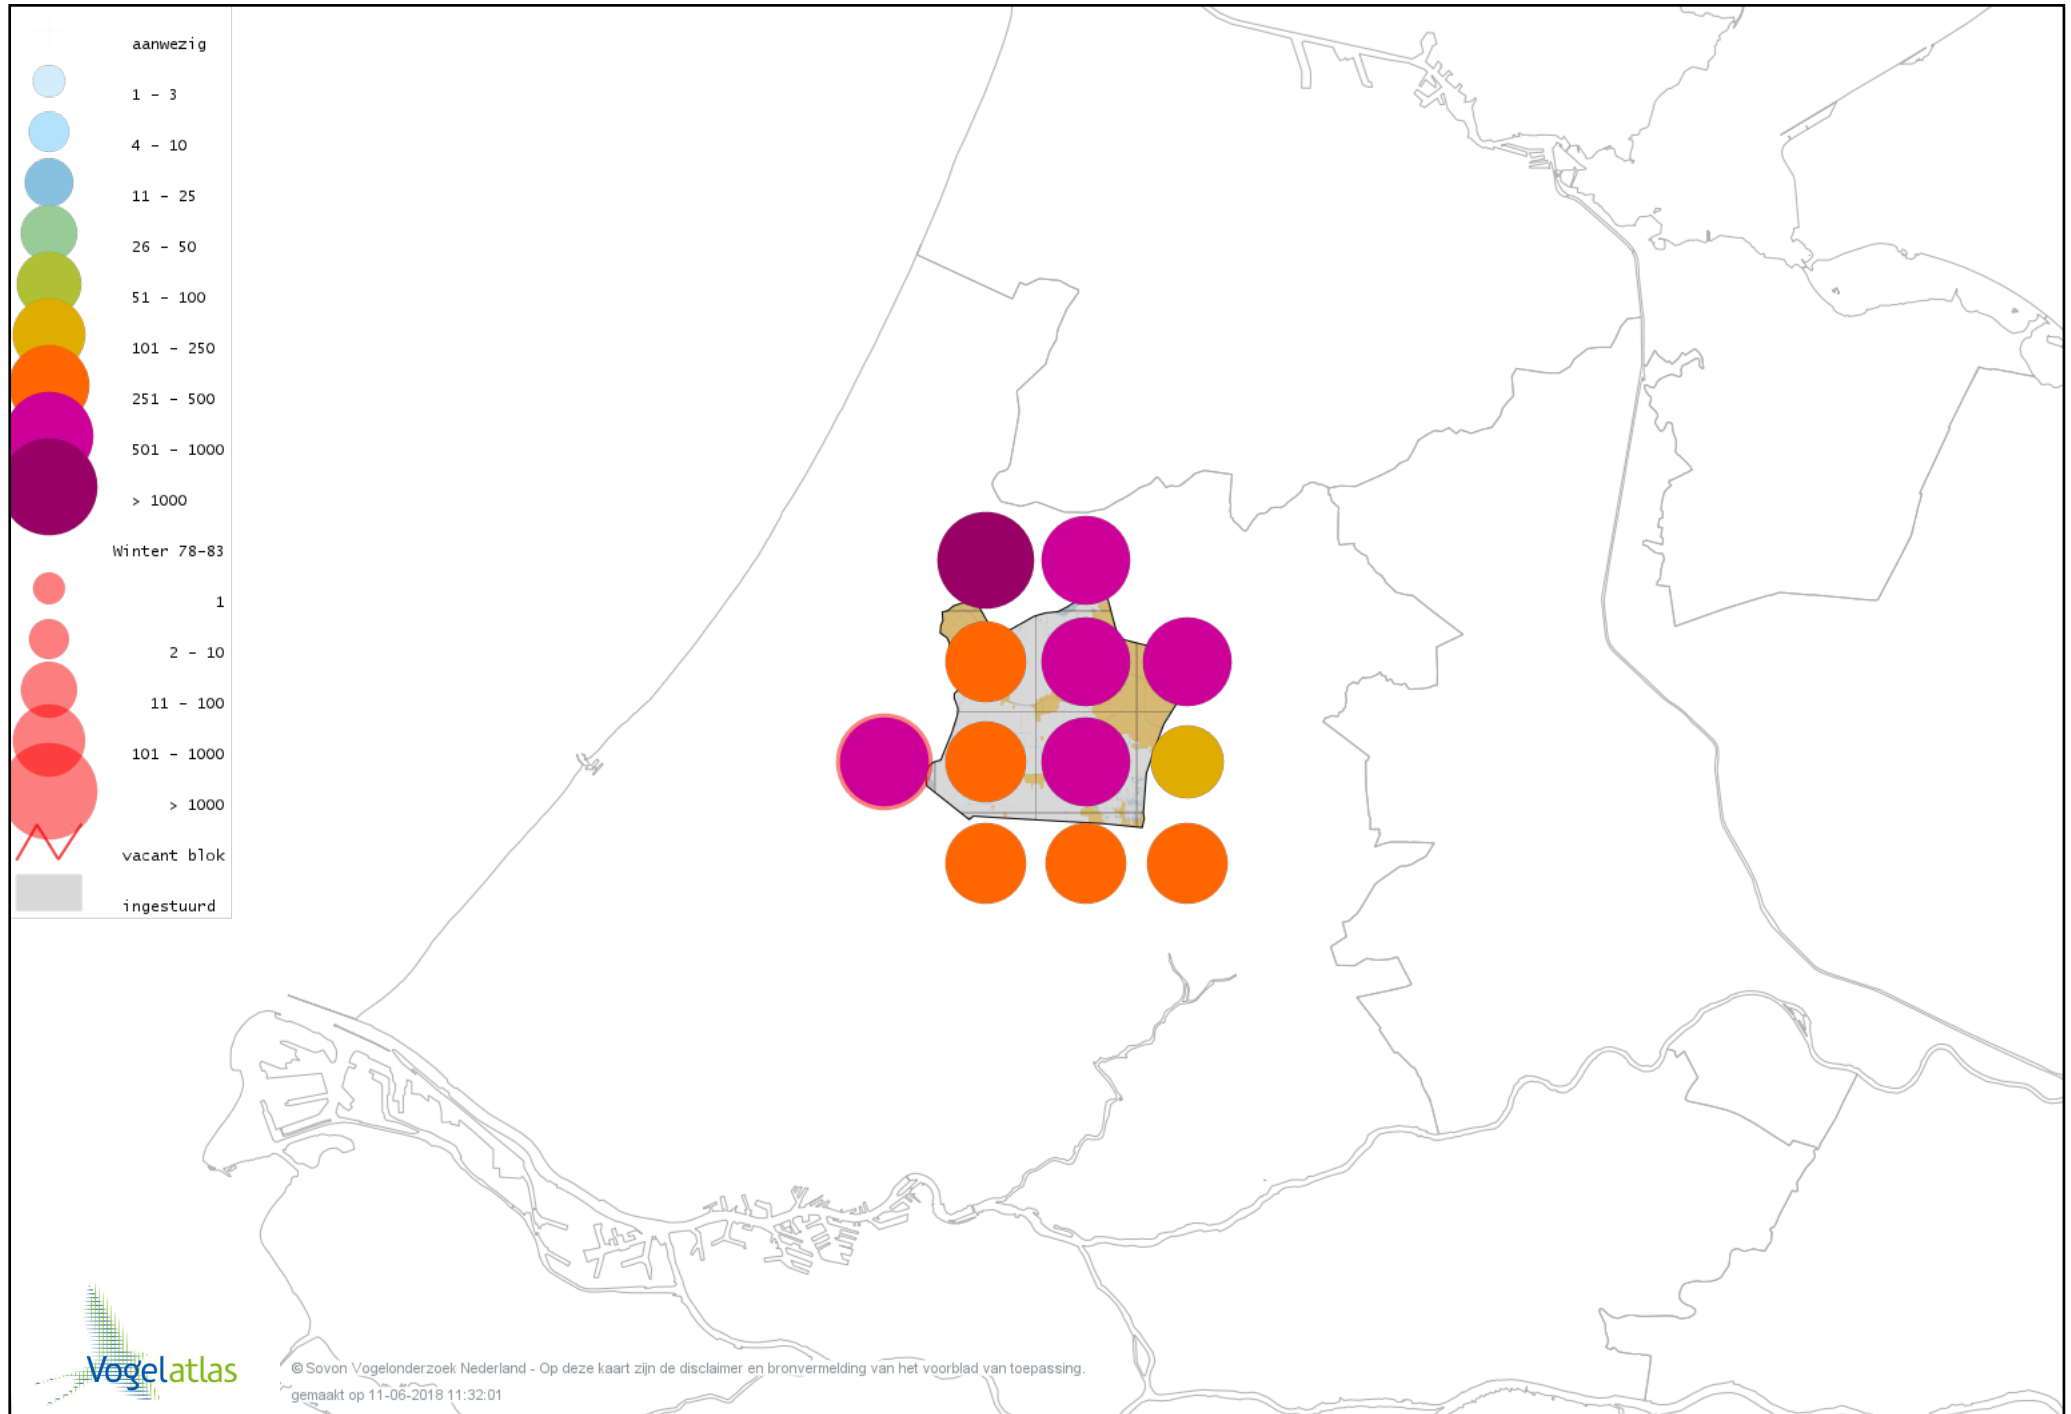 aanwezig
1 - 3
4 - 10
11 - 25
26 - 50
51 - 100
101 - 250
251 - 500
501 - 1000
> 1000
Winter 78-83
1
2 - 10
11 - 100
101 - 1000
> 1000
vacant blok
ingestuurd
Vogelatlas
© Sovon Vogelonderzoek Nederland - Op deze kaart zijn de disclaimer en bronvermelding van het voorblad van toepassing.
gemaakt op 11-06-2018 11:32:01